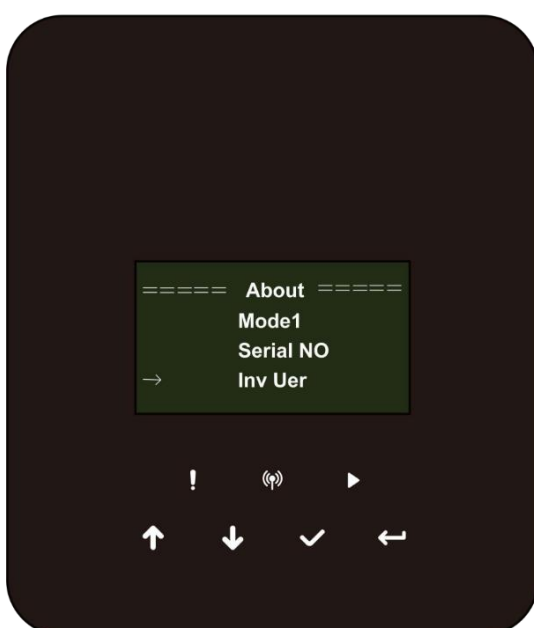 ===== About =====
Mode1
Serial NO
→ Inv Uer